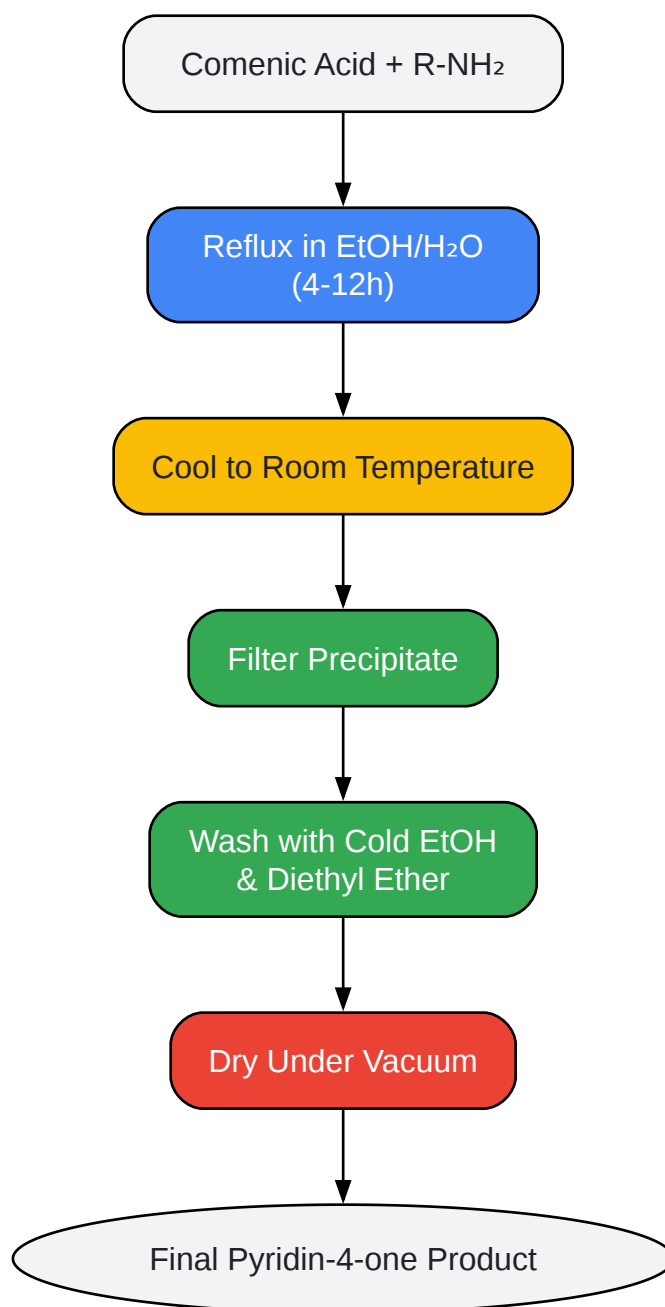 Comenic Acid + R-NH₂
Reflux in EtOH/H₂O
(4-12h)
Cool to Room Temperature
Filter Precipitate
Wash with Cold EtOH
& Diethyl Ether
Dry Under Vacuum
Final Pyridin-4-one Product